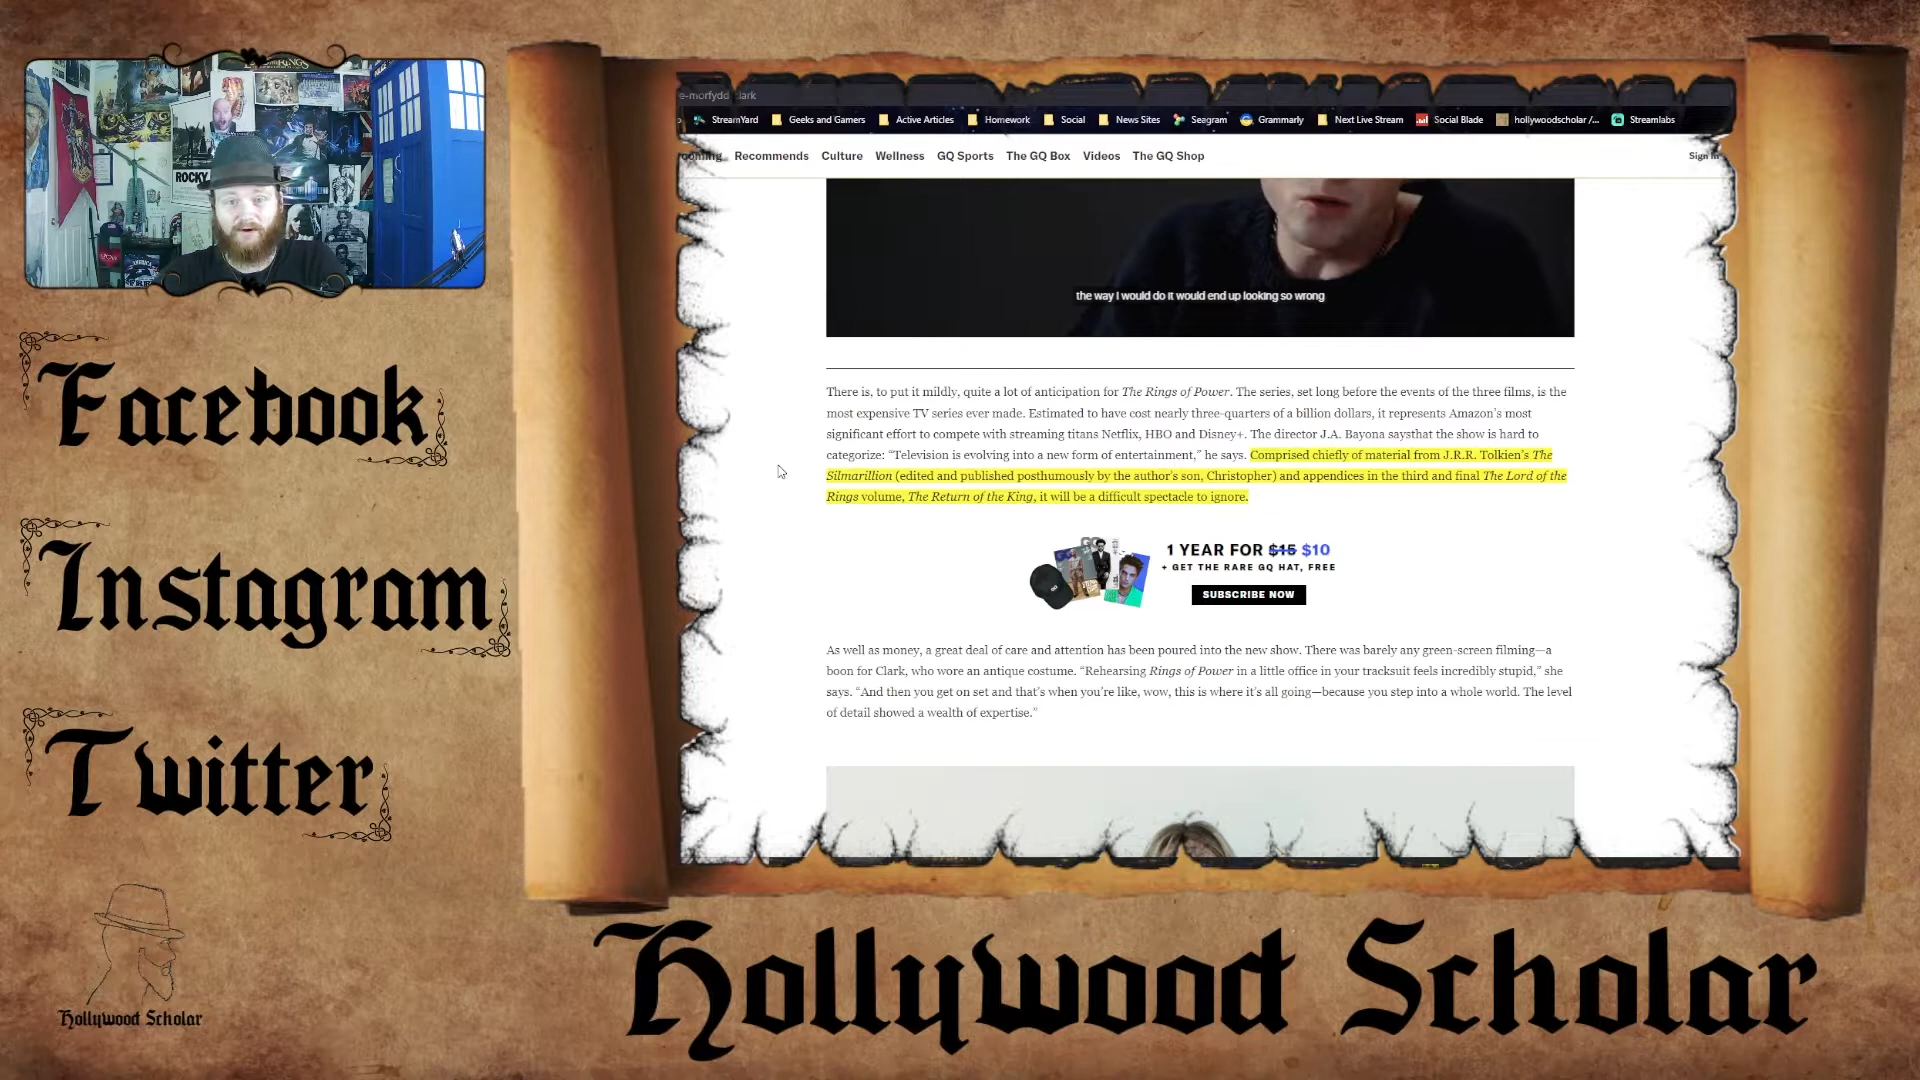 e-morfydd clark
StreamYard Geeks and Gamers Active Articles Homework Social News Sites Seagram Grammarly Next Live Stream Social Blade hollywoodscholar /... Streamlabs
Recommends Culture Wellness GQ Sports The GQ Box Videos The GQ Shop Sign In
ROCKY
the way I would do it would end up looking so wrong
There is, to put it mildly, quite a lot of anticipation for The Rings of Power. The series, set long before the events of the three films, is the
most expensive TV series ever made. Estimated to have cost nearly three-quarters of a billion dollars, it represents Amazon's most
significant effort to compete with streaming titans Netflix, HBO and Disney+. The director J.A. Bayona saysthat the show is hard to
categorize: “Television is evolving into a new form of entertainment,” he says. Comprised chiefly of material from J.R.R. Tolkien's The
Silmarillion (edited and published posthumously by the author's son, Christopher) and appendices in the third and final The Lord of the
Rings volume, The Return of the King, it will be a difficult spectacle to ignore.
1 YEAR FOR $15 $10
+ GET THE RARE GQ HAT, FREE
SUBSCRIBE NOW
As well as money, a great deal of care and attention has been poured into the new show. There was barely any green-screen filming—a
boon for Clark, who wore an antique costume. “Rehearsing Rings of Power in a little office in your tracksuit feels incredibly stupid,” she
says. “And then you get on set and that's when you're like, wow, this is where it's all going—because you step into a whole world. The level
of detail showed a wealth of expertise.”
Facebook
Instagram
Twitter
Hollywood Scholar
Hollywood Scholar